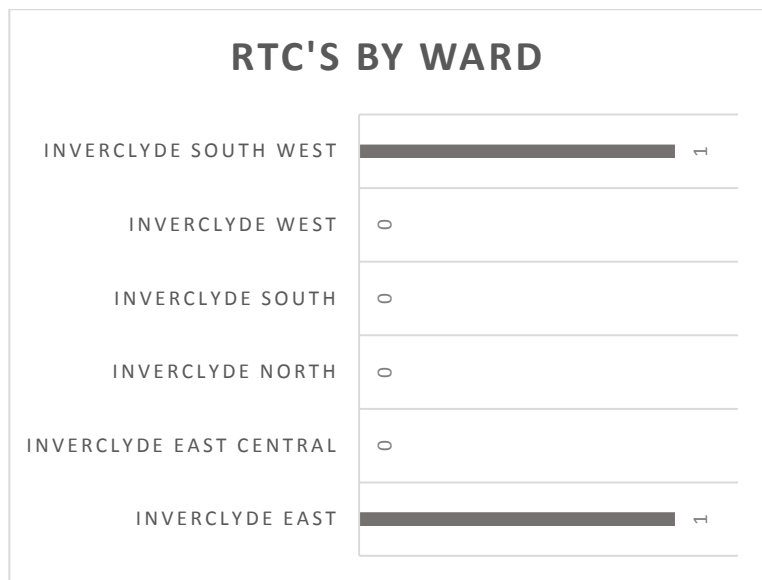 RTC'S BY WARD
INVERCLYDE SOUTH WEST 1
INVERCLYDE WEST 0
INVERCLYDE SOUTH 0
INVERCLYDE NORTH 0
INVERCLYDE EAST CENTRAL 0
INVERCLYDE EAST 1